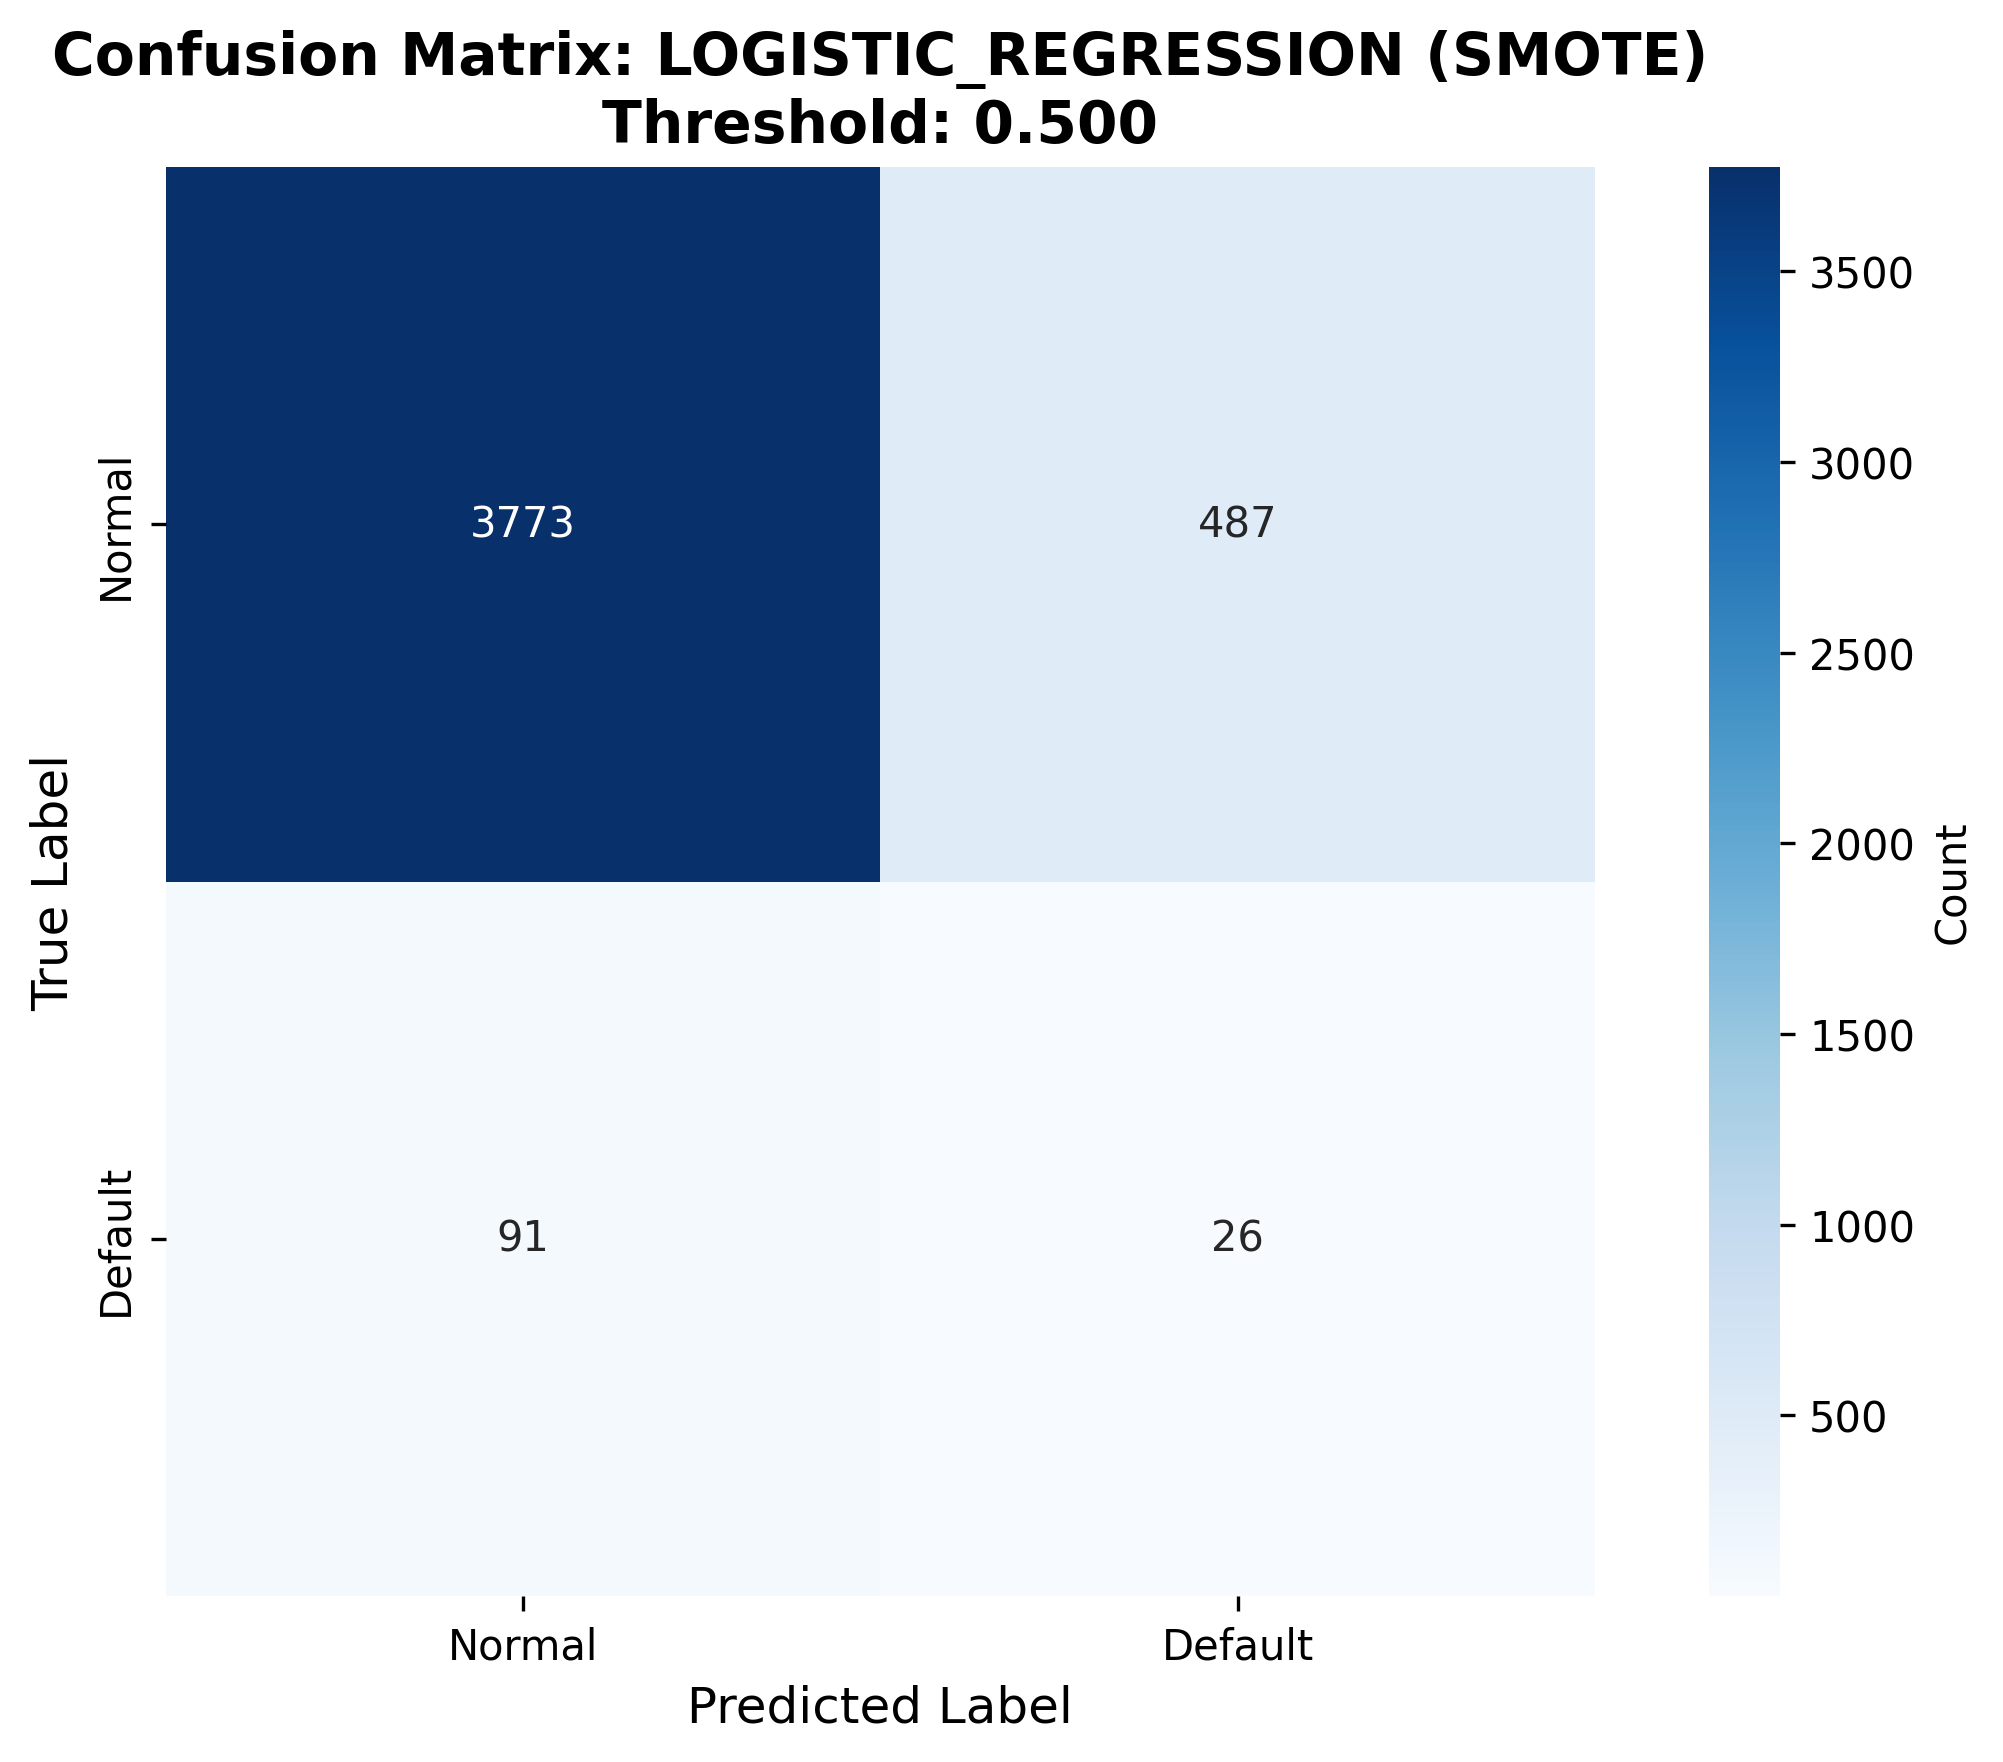 Confusion Matrix: LOGISTIC_REGRESSION (SMOTE)
Threshold: 0.500
True Label
Normal
Default
3773
487
91
26
Normal
Default
Predicted Label
3500
3000
2500
2000
1500
1000
500
Count